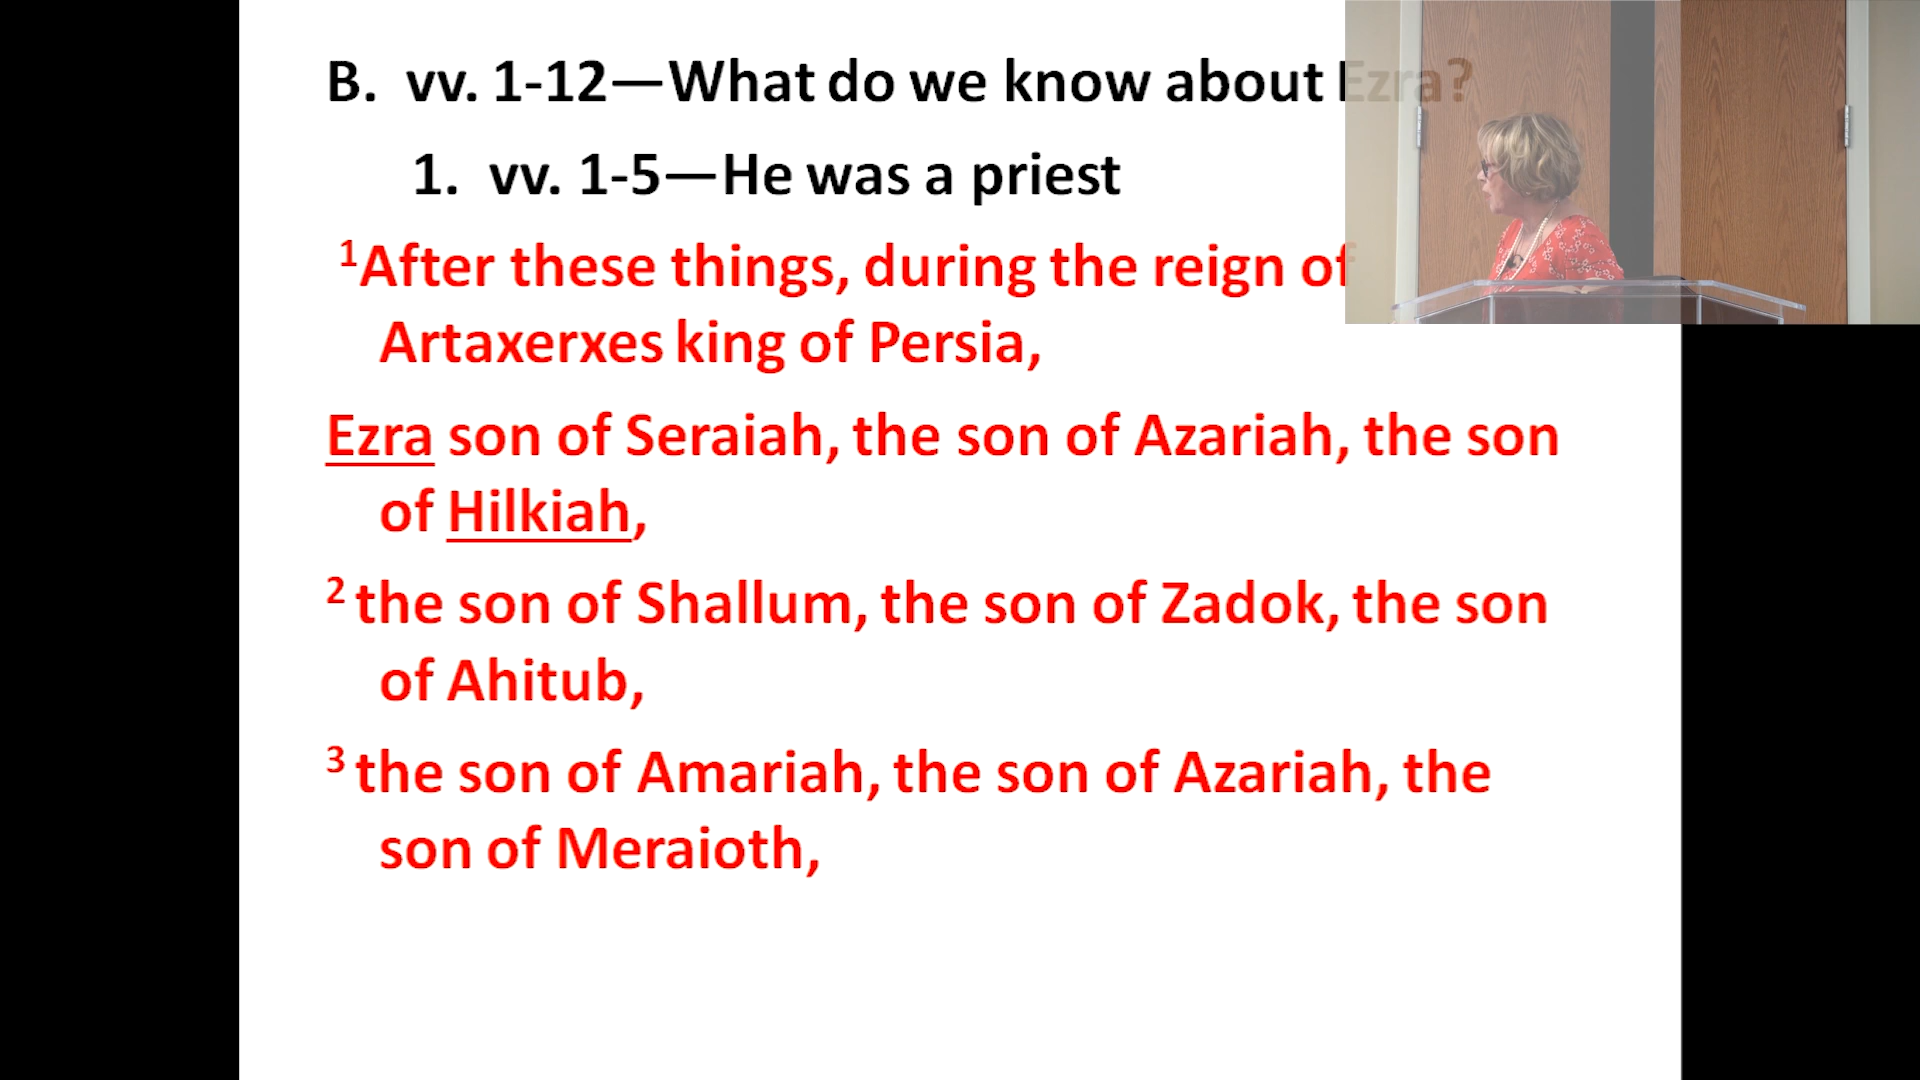 B. vv. 1-12—What do we know about Ezra?
1. vv. 1-5—He was a priest
1After these things, during the reign of
Artaxerxes king of Persia,
Ezra son of Seraiah, the son of Azariah, the son
of Hilkiah,
2 the son of Shallum, the son of Zadok, the son
of Ahitub,
3 the son of Amariah, the son of Azariah, the
son of Meraioth,